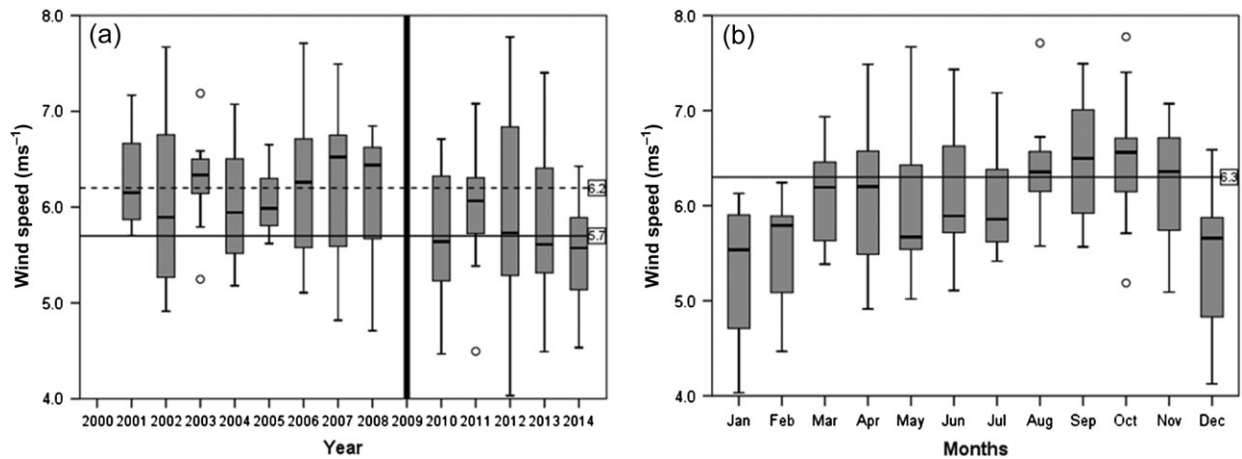 (a)
Wind speed (ms⁻¹)
8.0
7.0
6.0
5.0
4.0
6.2
5.7
2000 2001 2002 2003 2004 2005 2006 2007 2008 2009 2010 2011 2012 2013 2014
Year
(b)
Wind speed (ms⁻¹)
8.0
7.0
6.0
5.0
4.0
6.3
Jan Feb Mar Apr May Jun Jul Aug Sep Oct Nov Dec
Months